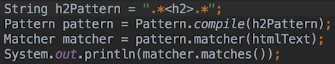 String h2Pattern = ".*<h2>.*";
Pattern pattern = Pattern.compile(h2Pattern);
Matcher matcher = pattern.matcher(htmlText);
System.out.println(matcher.matches());